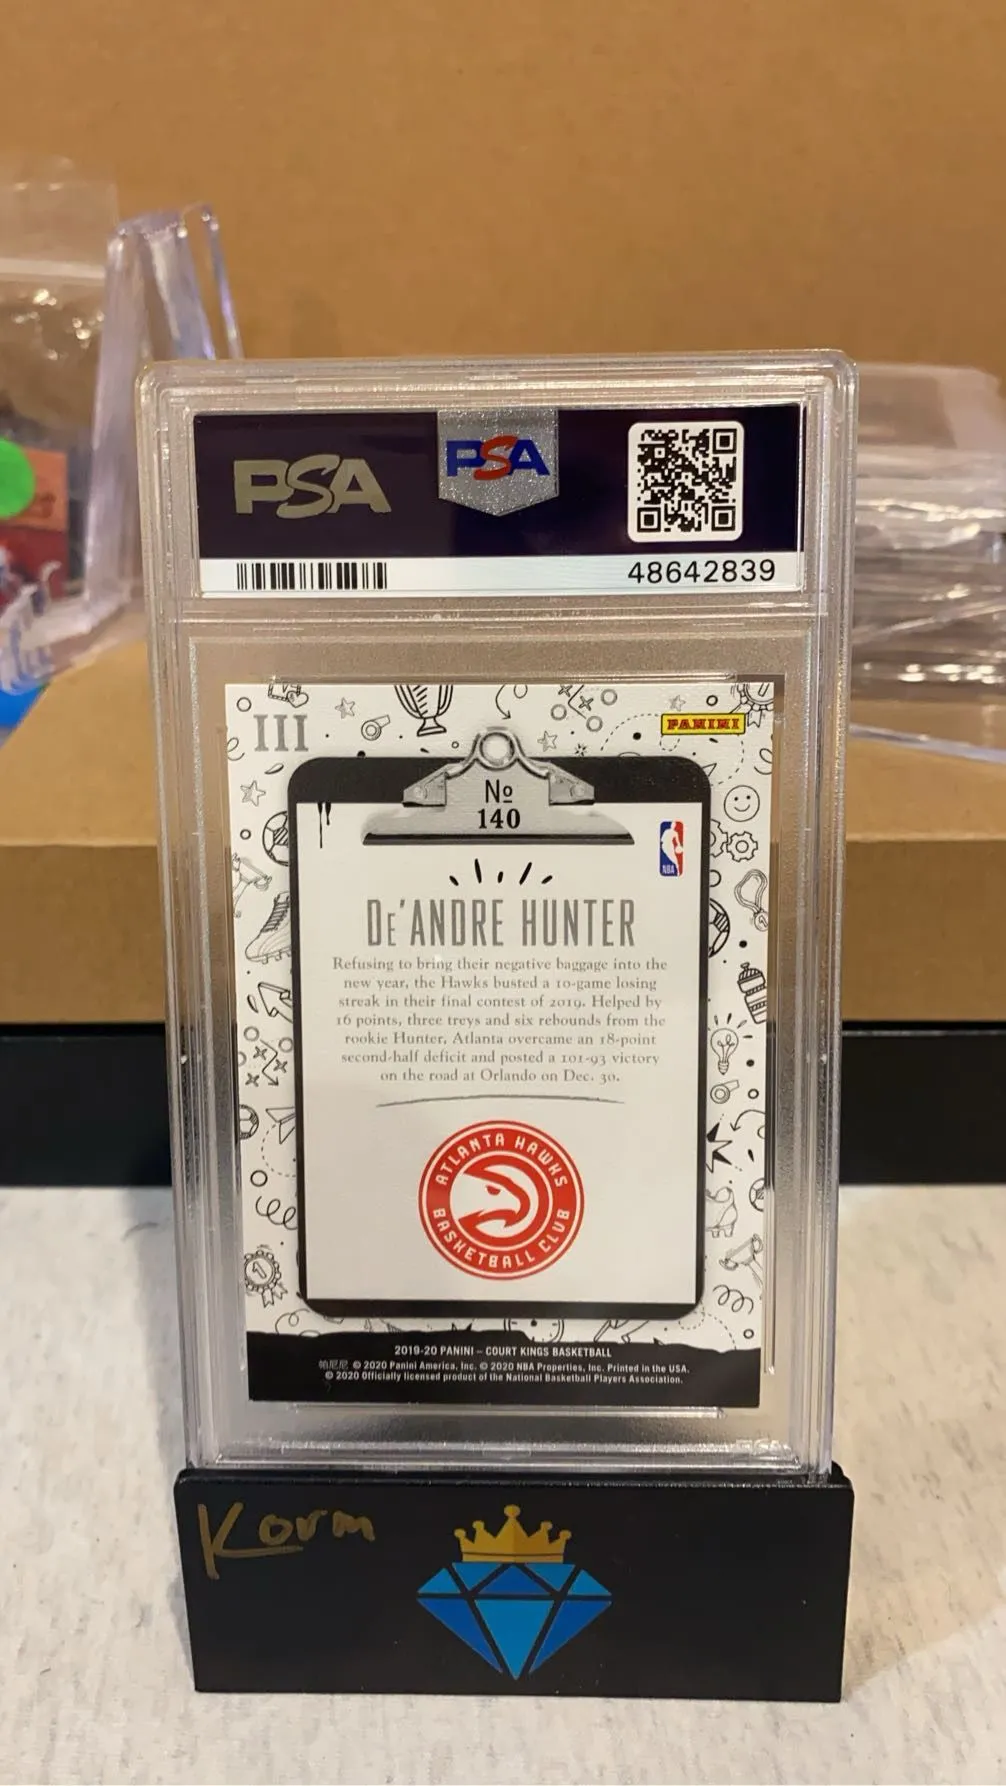 PSA
PSA
48642839
III
PANINI
No
140
NBA
De'ANDRE HUNTER
Refusing to bring their negative baggage into the
new year, the Hawks busted a 10-game losing
streak in their final contest of 2019. Helped by
16 points, three treys and six rebounds from the
rookie Hunter, Atlanta overcame an 18-point
second-half deficit and posted a 101-93 victory
on the road at Orlando on Dec. 30.
ATLANTA HAWKS
BASKETBALL CLUB
2019-20 PANINI – COURT KINGS BASKETBALL
帕尼尼 © 2020 Panini America, Inc. © 2020 NBA Properties, Inc. Printed in the USA.
© 2020 Officially licensed product of the National Basketball Players Association.
Korm